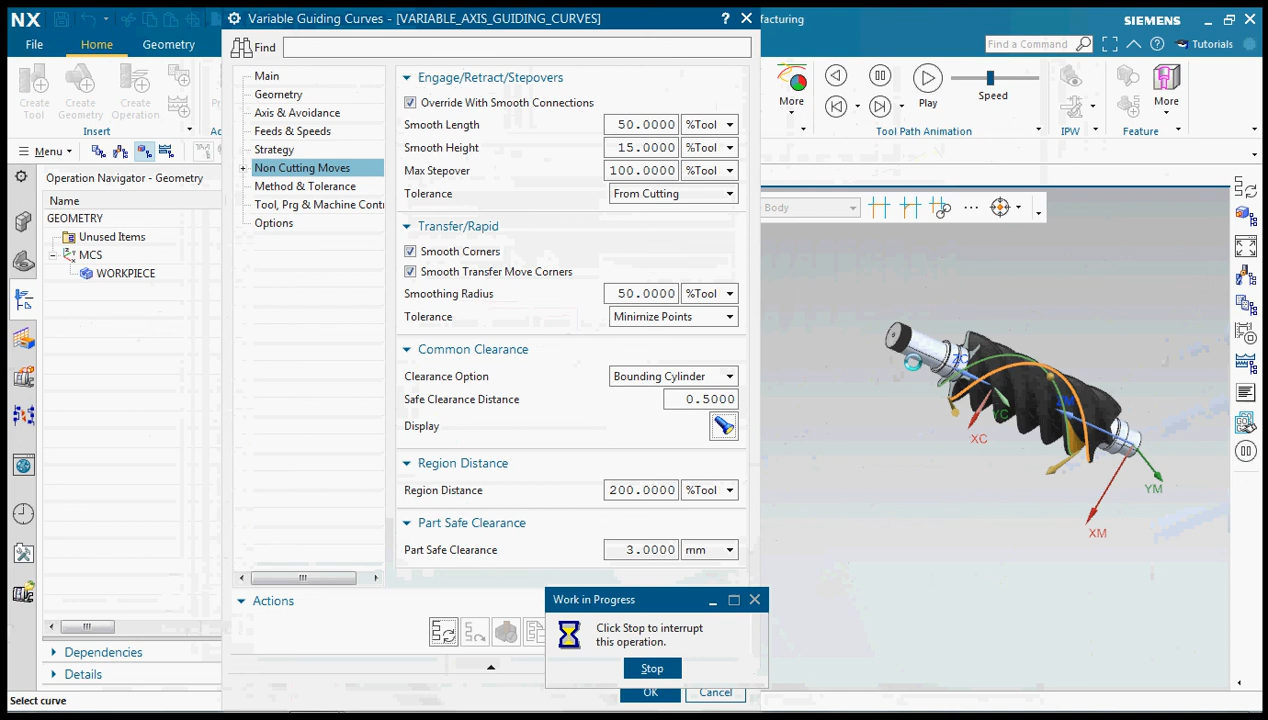 NX
Variable Guiding Curves - [VARIABLE_AXIS_GUIDING_CURVES]
?
SIEMENS
File
Home
Geometry
Find
Find a Command
Tutorials
Create Tool
Create Geometry
Create Operation
Insert
More
Play
Speed
Tool Path Animation
IPW
More
Feature
Menu
Body
Operation Navigator - Geometry
Name
GEOMETRY
Unused Items
MCS
WORKPIECE
Dependencies
Details
Select curve
Main
Geometry
Axis & Avoidance
Feeds & Speeds
Strategy
Non Cutting Moves
Method & Tolerance
Tool, Prg & Machine Contr
Options
Engage/Retract/Stepovers
Override With Smooth Connections
Smooth Length 50.0000 %Tool
Smooth Height 15.0000 %Tool
Max Stepover 100.0000 %Tool
Tolerance From Cutting
Transfer/Rapid
Smooth Corners
Smooth Transfer Move Corners
Smoothing Radius 50.0000 %Tool
Tolerance Minimize Points
Common Clearance
Clearance Option Bounding Cylinder
Safe Clearance Distance 0.5000
Display
Region Distance
Region Distance 200.0000 %Tool
Part Safe Clearance
Part Safe Clearance 3.0000 mm
Actions
Work in Progress
Click Stop to interrupt
this operation.
Stop
OK
Cancel
ZC
YC
XC
ZM
YM
XM